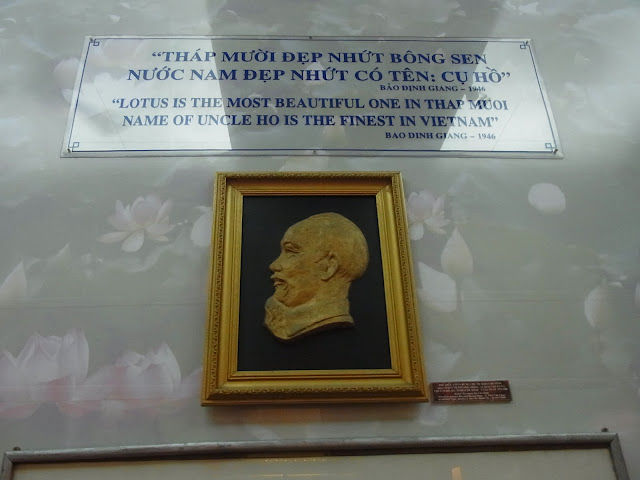 “THÁP MƯỜI ĐẸP NHỨT BÔNG SEN
NƯỚC NAM ĐẸP NHỨT CÓ TÊN: CỤ HỒ”
BẢO ĐỊNH GIANG – 1946
“LOTUS IS THE MOST BEAUTIFUL ONE IN THAP MUOI
NAME OF UNCLE HO IS THE FINEST IN VIETNAM”
BAO DINH GIANG – 1946